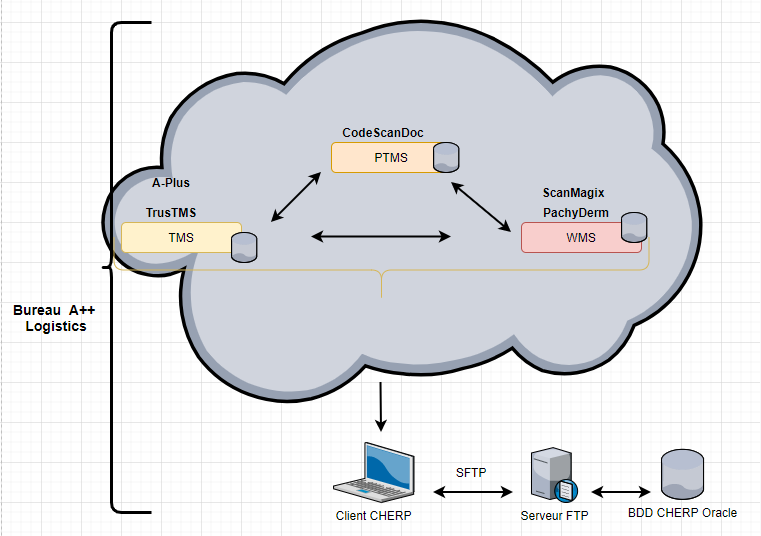 CodeScanDoc
PTMS
A-Plus
TrusTMS
TMS
ScanMagix
PachyDerm
WMS
Bureau A++
Logistics
SFTP
Client CHERP
Serveur FTP
BDD CHERP Oracle